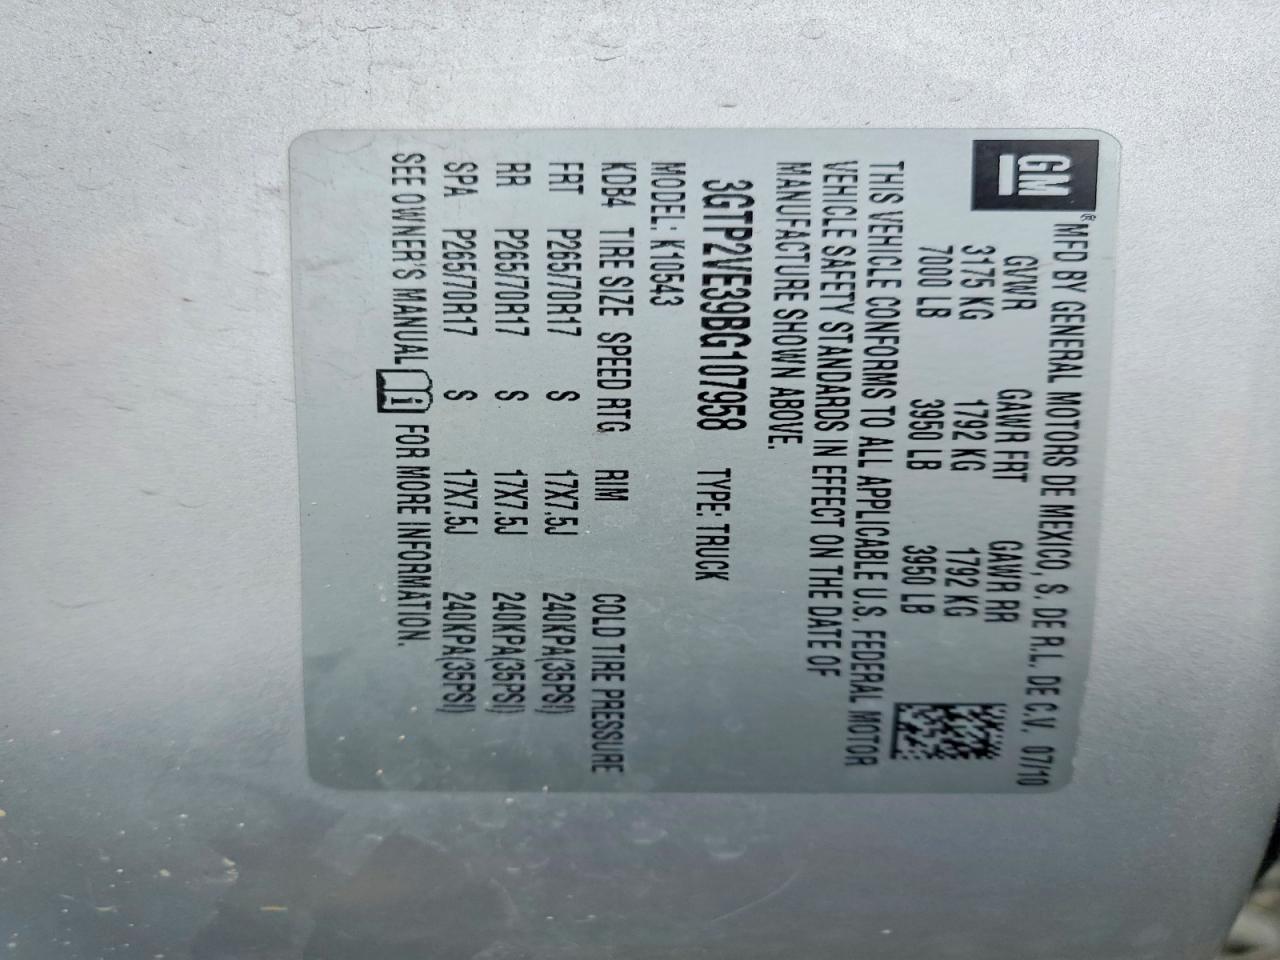 GM® MFD BY GENERAL MOTORS DE MEXICO, S. DE R.L. DE C.V. 07/10
GVWR GAWR FRT GAWR RR
3175 KG 1792 KG 1792 KG
7000 LB 3950 LB 3950 LB
THIS VEHICLE CONFORMS TO ALL APPLICABLE U.S. FEDERAL MOTOR
VEHICLE SAFETY STANDARDS IN EFFECT ON THE DATE OF
MANUFACTURE SHOWN ABOVE.
3GTP2VE39BG107958 TYPE: TRUCK
MODEL: K10543
KDB4 TIRE SIZE SPEED RTG RIM COLD TIRE PRESSURE
FRT P265/70R17 S 17X7.5J 240KPA(35PSI)
RR P265/70R17 S 17X7.5J 240KPA(35PSI)
SPA P265/70R17 S 17X7.5J 240KPA(35PSI)
SEE OWNER'S MANUAL i FOR MORE INFORMATION.